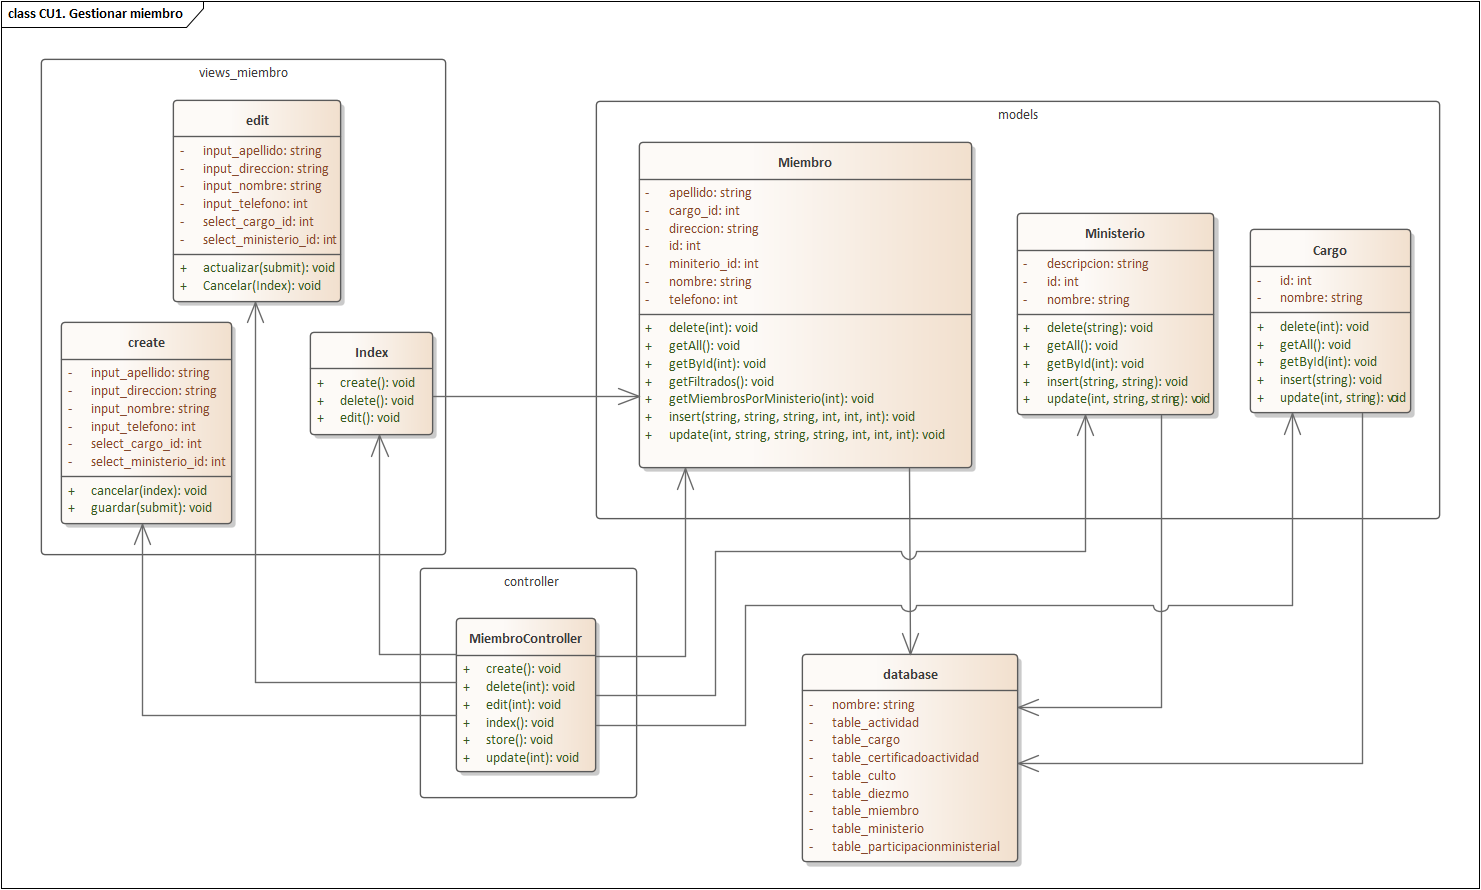 class CU1. Gestionar miembro
views_miembro
edit
- input_apellido: string
- input_direccion: string
- input_nombre: string
- input_telefono: int
- select_cargo_id: int
- select_ministerio_id: int
+ actualizar(submit): void
+ Cancelar(Index): void
create
- input_apellido: string
- input_direccion: string
- input_nombre: string
- input_telefono: int
- select_cargo_id: int
- select_ministerio_id: int
+ cancelar(index): void
+ guardar(submit): void
Index
+ create(): void
+ delete(): void
+ edit(): void
models
Miembro
- apellido: string
- cargo_id: int
- direccion: string
- id: int
- miniterio_id: int
- nombre: string
- telefono: int
+ delete(int): void
+ getAll(): void
+ getById(int): void
+ getFiltrados(): void
+ getMiembrosPorMinisterio(int): void
+ insert(string, string, string, int, int, int): void
+ update(int, string, string, string, int, int, int): void
Ministerio
- descripcion: string
- id: int
- nombre: string
+ delete(string): void
+ getAll(): void
+ getById(int): void
+ insert(string, string): void
+ update(int, string, string): void
Cargo
- id: int
- nombre: string
+ delete(int): void
+ getAll(): void
+ getById(int): void
+ insert(string): void
+ update(int, string): void
controller
MiembroController
+ create(): void
+ delete(int): void
+ edit(int): void
+ index(): void
+ store(): void
+ update(int): void
database
- nombre: string
- table_actividad
- table_cargo
- table_certificadoactividad
- table_culto
- table_diezmo
- table_miembro
- table_ministerio
- table_participacionministerial